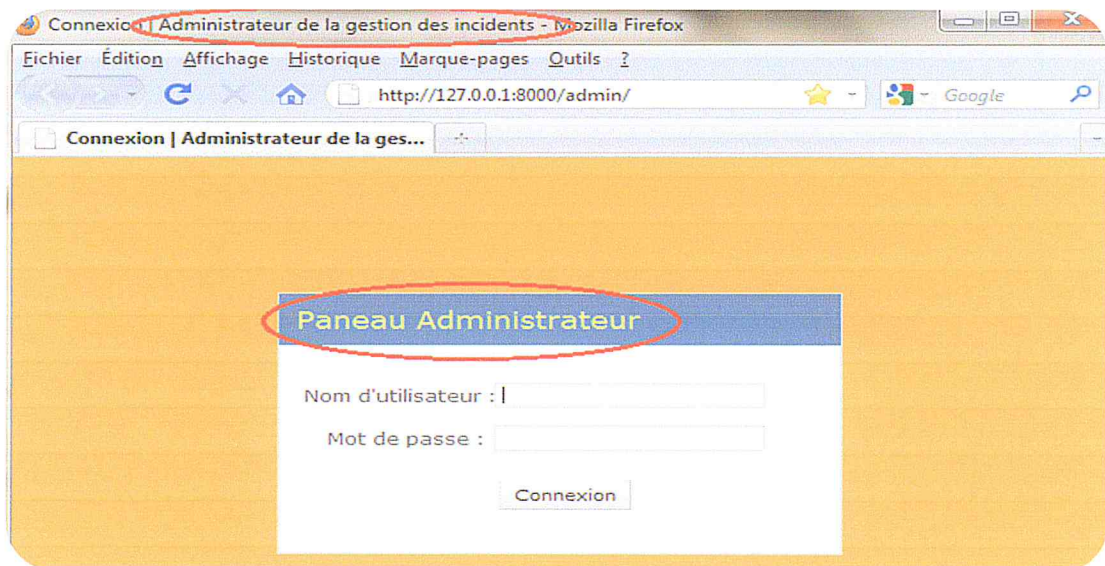 Connexion | Administrateur de la gestion des incidents - Mozilla Firefox
Fichier Édition Affichage Historique Marque-pages Outils ?
http://127.0.0.1:8000/admin/ Google
Connexion | Administrateur de la ges...
Paneau Administrateur
Nom d'utilisateur :
Mot de passe :
Connexion